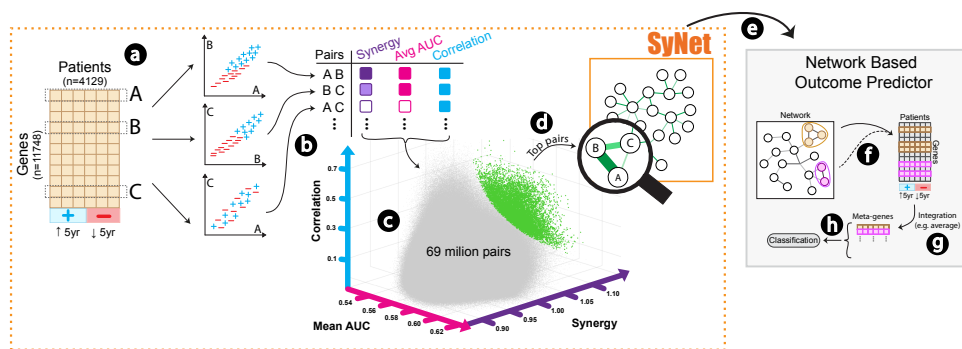 SyNet
a
Patients
(n=4129)
Genes
(n=11748)
A
B
C
+
−
↑ 5yr
↓ 5yr
B
A
C
B
C
A
b
Pairs
Synergy
Avg AUC
Correlation
A B
B C
A C
c
69 milion pairs
Correlation
0.7
0.5
0.3
0.1
Mean AUC
0.54
0.56
0.58
0.60
0.62
Synergy
0.90
0.95
1.00
1.05
1.10
d
Top pairs
B
C
A
e
Network Based
Outcome Predictor
Network
Patients
Genes
+
−
↑ 5yr ↓ 5yr
f
Integration
(e.g. average)
g
h
Meta-genes
Classification